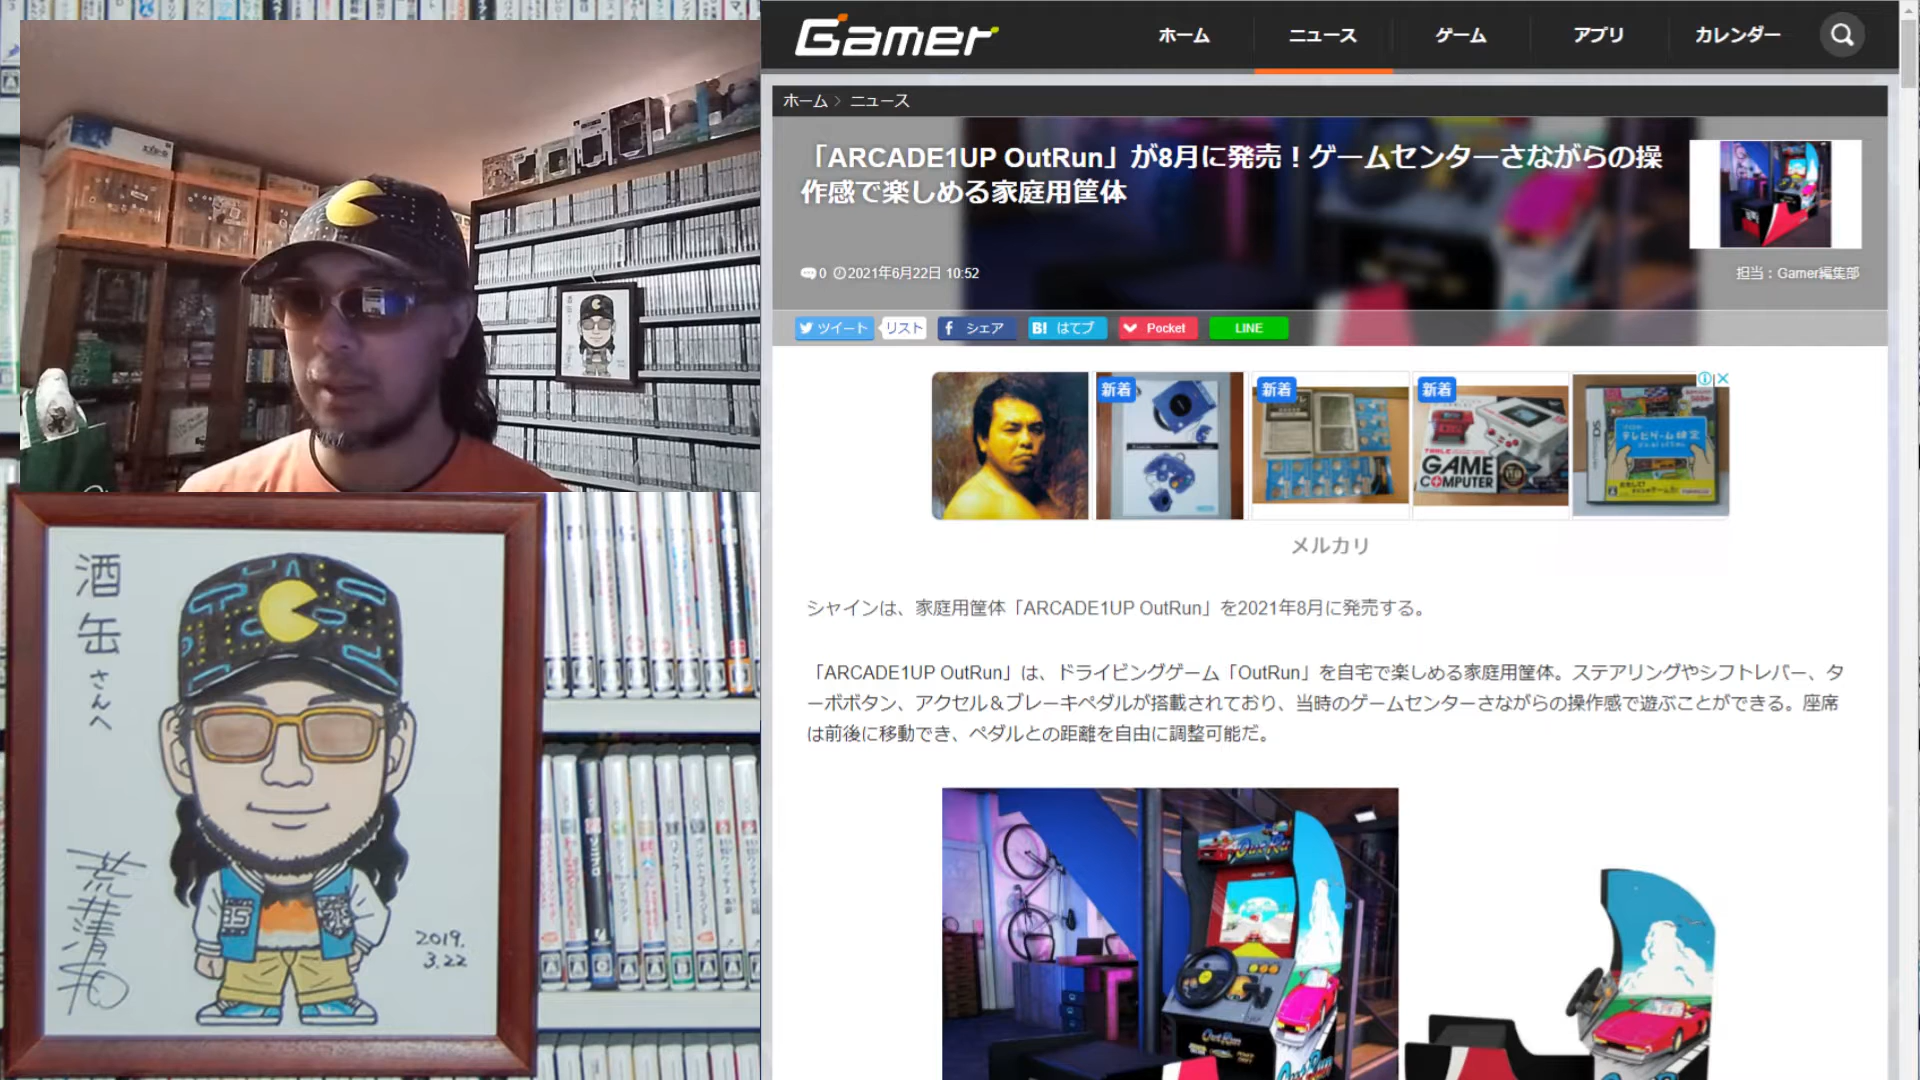 Gamer
ホーム
ニュース
ゲーム
アプリ
カレンダー
ホーム > ニュース
「ARCADE1UP OutRun」が8月に発売！ゲームセンターさながらの操
作感で楽しめる家庭用筐体
0 2021年6月22日 10:52
担当：Gamer編集部
ツイート
リスト
シェア
B! はてブ
Pocket
LINE
新着
新着
新着
GAME
COMPUTER
DS
メルカリ
シャインは、家庭用筐体「ARCADE1UP OutRun」を2021年8月に発売する。
「ARCADE1UP OutRun」は、ドライビングゲーム「OutRun」を自宅で楽しめる家庭用筐体。ステアリングやシフトレバー、タ
ーボボタン、アクセル＆ブレーキペダルが搭載されており、当時のゲームセンターさながらの操作感で遊ぶことができる。座席
は前後に移動でき、ペダルとの距離を自由に調整可能だ。
OutRun
OutRun
酒缶さんへ
2019.
3.22